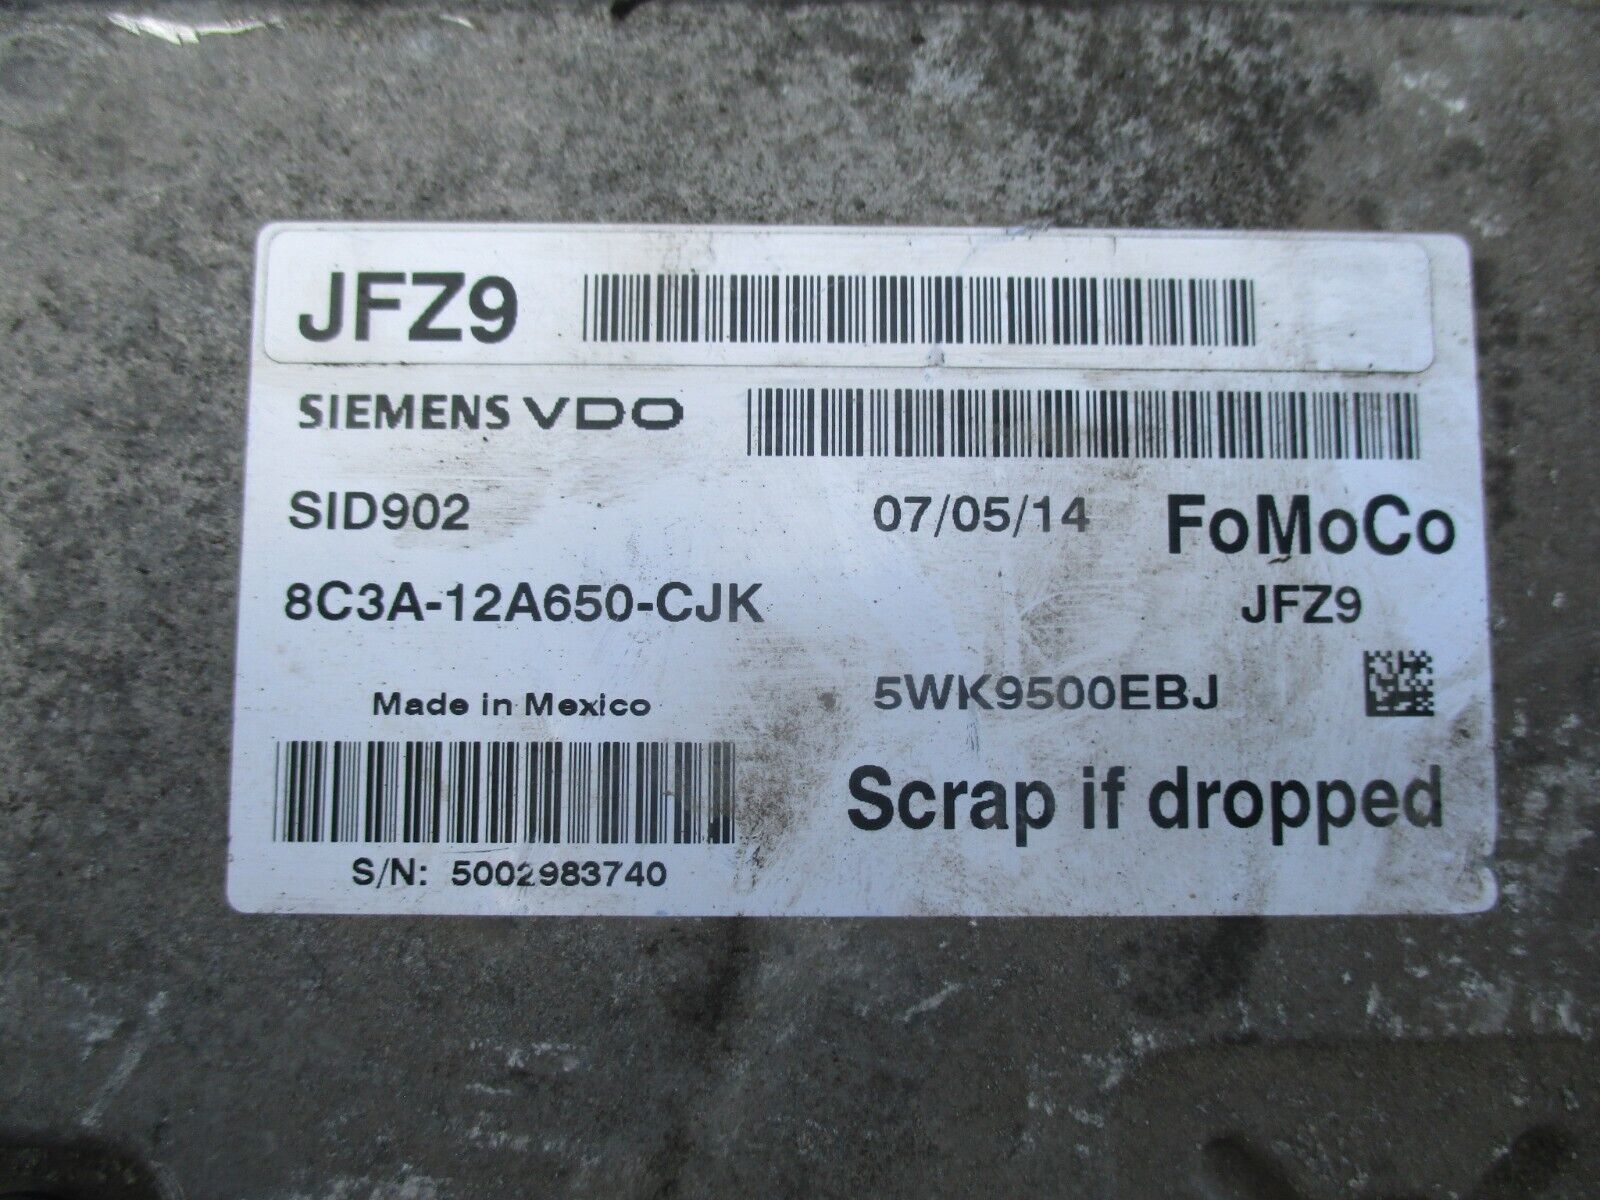 JFZ9
SIEMENS VDO
SID902 07/05/14 FoMoCo
8C3A-12A650-CJK JFZ9
Made in Mexico 5WK9500EBJ
Scrap if dropped
S/N: 5002983740